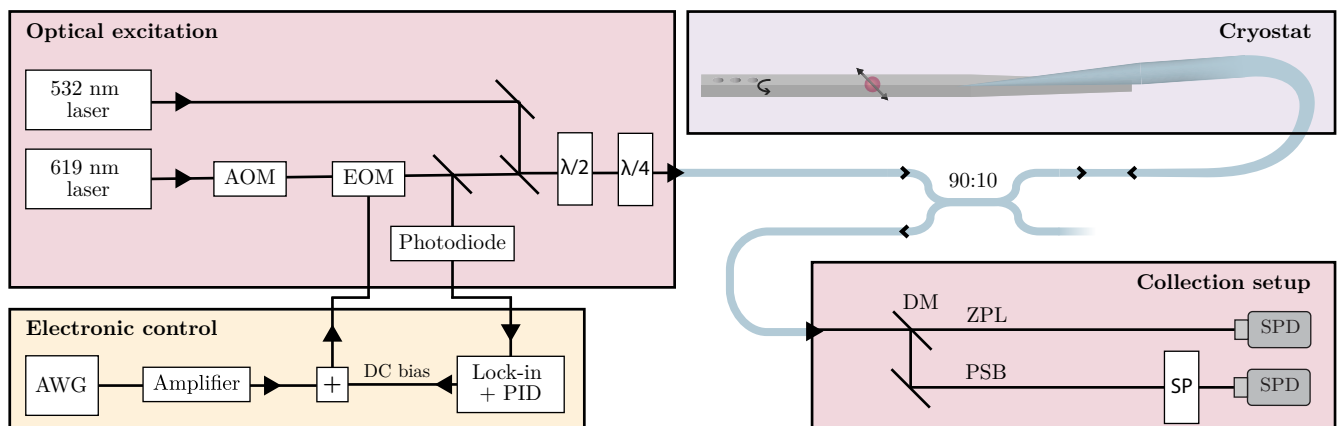 Optical excitation
532 nm
laser
619 nm
laser
AOM
EOM
λ/2
λ/4
Photodiode
Electronic control
AWG
Amplifier
+
DC bias
Lock-in
+ PID
Cryostat
90:10
Collection setup
DM
ZPL
SPD
PSB
SP
SPD